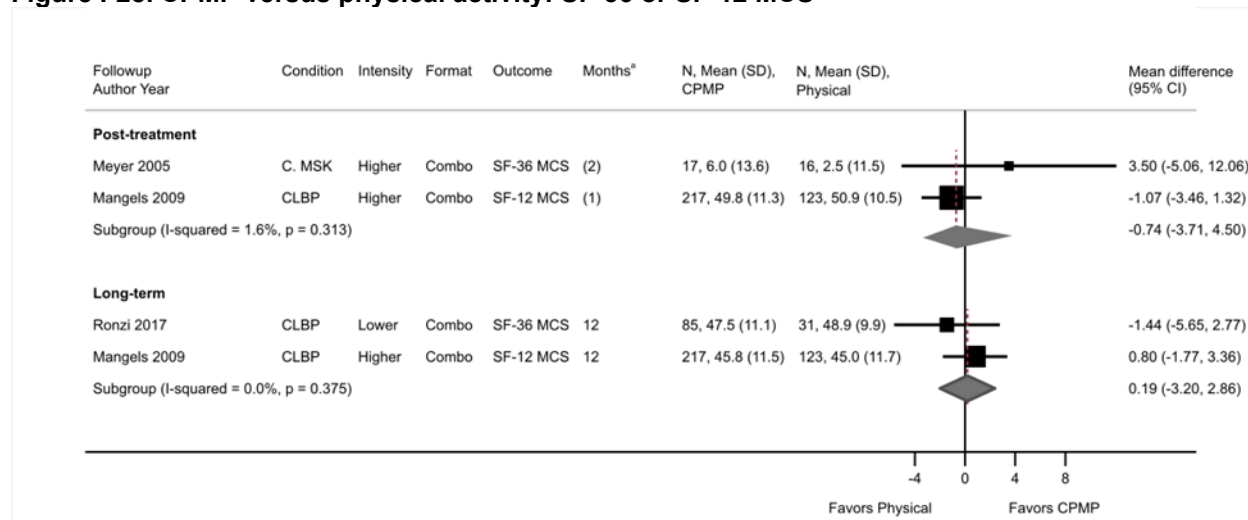 Figure CPMP versus physical activity: SF-36 or SF-12 MCS
Followup Author Year Condition Intensity Format Outcome Monthsᵃ N, Mean (SD), CPMP N, Mean (SD), Physical Mean difference (95% CI)
Post-treatment
Meyer 2005 C. MSK Higher Combo SF-36 MCS (2) 17, 6.0 (13.6) 16, 2.5 (11.5) 3.50 (-5.06, 12.06)
Mangels 2009 CLBP Higher Combo SF-12 MCS (1) 217, 49.8 (11.3) 123, 50.9 (10.5) -1.07 (-3.46, 1.32)
Subgroup (I-squared = 1.6%, p = 0.313) -0.74 (-3.71, 4.50)
Long-term
Ronzi 2017 CLBP Lower Combo SF-36 MCS 12 85, 47.5 (11.1) 31, 48.9 (9.9) -1.44 (-5.65, 2.77)
Mangels 2009 CLBP Higher Combo SF-12 MCS 12 217, 45.8 (11.5) 123, 45.0 (11.7) 0.80 (-1.77, 3.36)
Subgroup (I-squared = 0.0%, p = 0.375) 0.19 (-3.20, 2.86)
-4 0 4 8
Favors Physical Favors CPMP